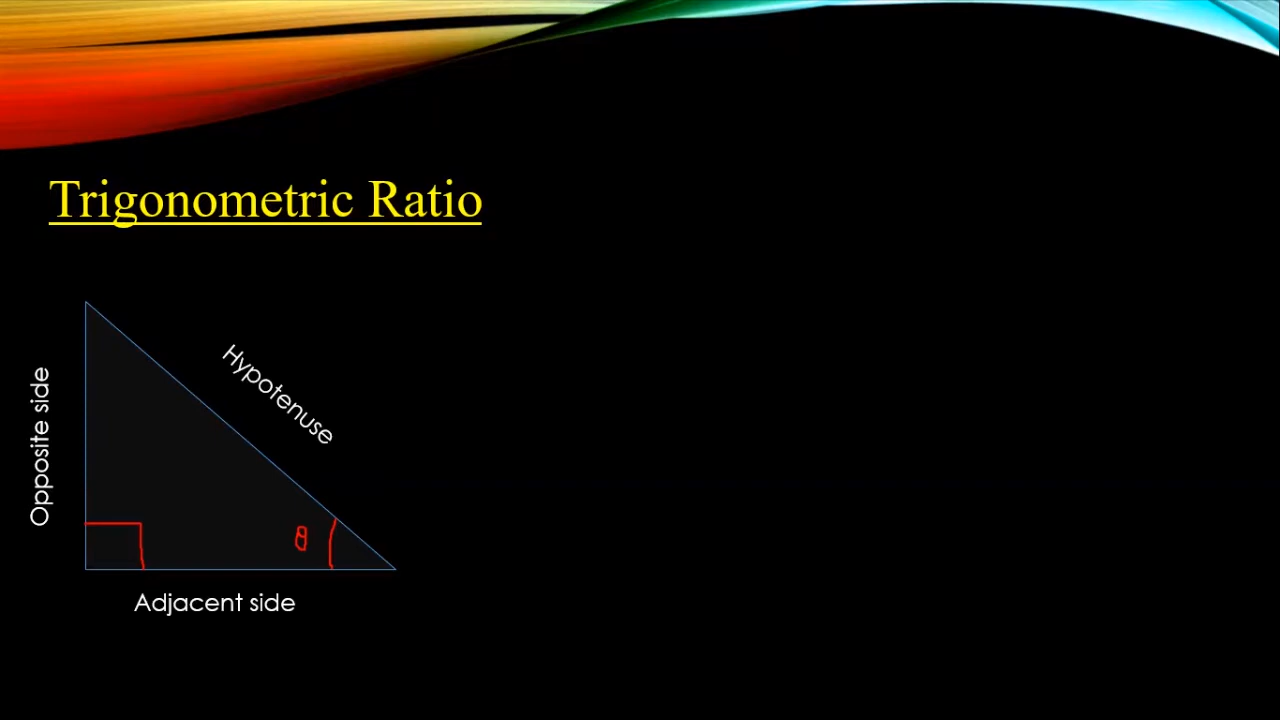 Trigonometric Ratio
Opposite side
Hypotenuse
θ
Adjacent side